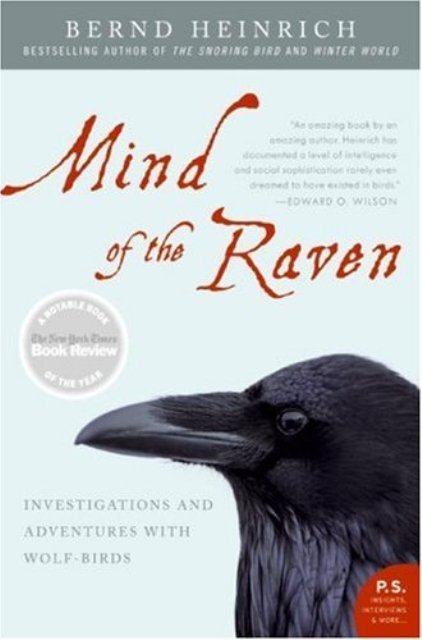 BERND HEINRICH
BESTSELLING AUTHOR OF THE SNORING BIRD AND WINTER WORLD
"An amazing book by an
amazing author. Heinrich has
documented a level of intelligence
and social sophistication rarely even
dreamed to have existed in birds."
—EDWARD O. WILSON
Mind
of the Raven
A NOTABLE BOOK
The New York Times
Book Review
OF THE YEAR
INVESTIGATIONS AND
ADVENTURES WITH
WOLF-BIRDS
P.S.
INSIGHTS,
INTERVIEWS
& MORE...